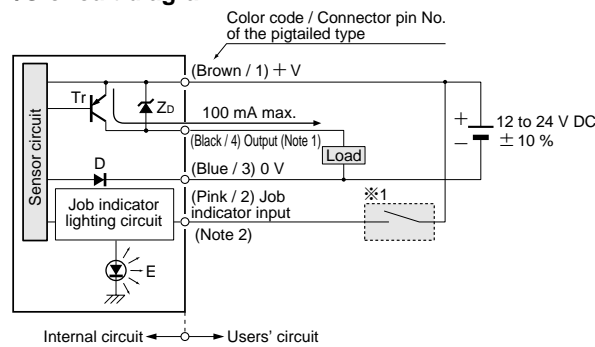 Color code / Connector pin No.
of the pigtailed type
(Brown / 1) + V
Tr
ZD
100 mA max.
(Black / 4) Output (Note 1)
Load
+
−
12 to 24 V DC
± 10 %
Sensor circuit
D
(Blue / 3) 0 V
Job indicator
lighting circuit
(Pink / 2) Job
indicator input
(Note 2)
※1
E
Internal circuit
Users' circuit